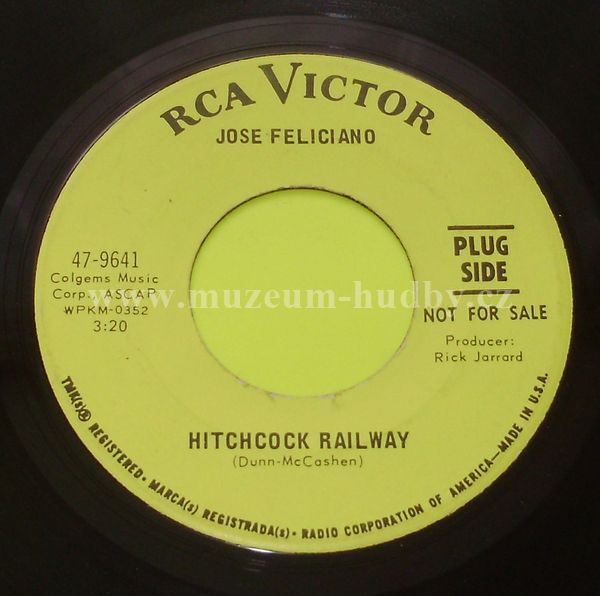 RCA VICTOR
JOSE FELICIANO
47-9641
Colgems Music
Corp., ASCAP
WPKM-0352
3:20
PLUG
SIDE
NOT FOR SALE
Producer:
Rick Jarrard
www.muzeum-hudby.cz
HITCHCOCK RAILWAY
(Dunn-McCashen)
TMK(s) ® REGISTERED • MARCA(s) REGISTRADA(s) • RADIO CORPORATION OF AMERICA—MADE IN U.S.A.